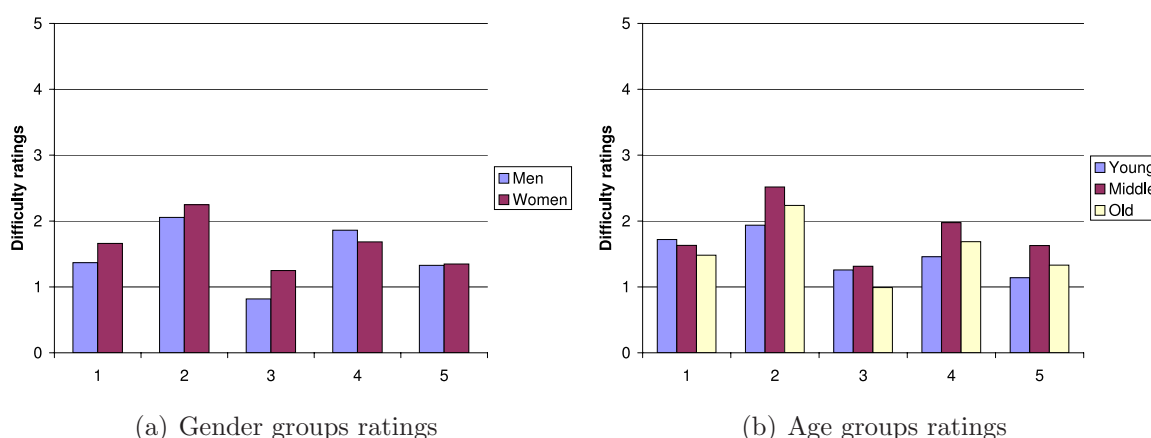 5
4
3
2
1
0
Difficulty ratings
1 2 3 4 5
Men
Women
(a) Gender groups ratings
5
4
3
2
1
0
Difficulty ratings
1 2 3 4 5
Young
Middle
Old
(b) Age groups ratings